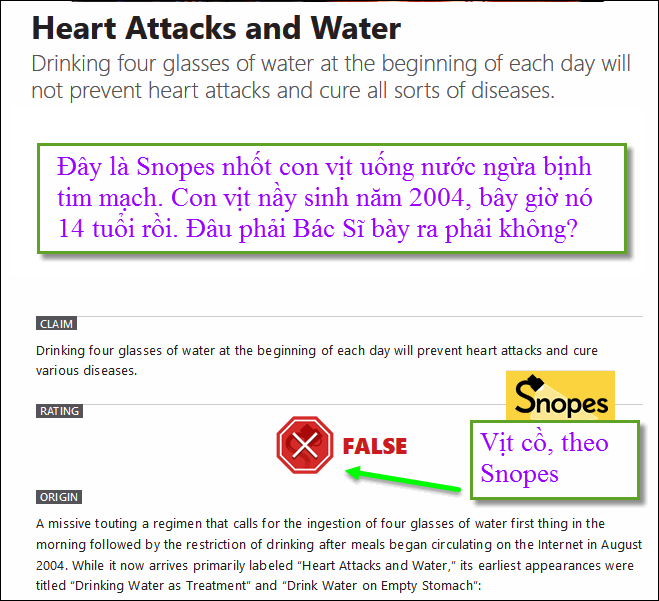 Heart Attacks and Water
Drinking four glasses of water at the beginning of each day will
not prevent heart attacks and cure all sorts of diseases.
Đây là Snopes nhốt con vịt uống nước ngừa bịnh
tim mạch. Con vịt nầy sinh năm 2004, bây giờ nó
14 tuổi rồi. Đâu phải Bác Sĩ bày ra phải không?
CLAIM
Drinking four glasses of water at the beginning of each day will prevent heart attacks and cure
various diseases.
RATING
Snopes
FALSE
Vịt cồ, theo
Snopes
ORIGIN
A missive touting a regimen that calls for the ingestion of four glasses of water first thing in the
morning followed by the restriction of drinking after meals began circulating on the Internet in August
2004. While it now arrives primarily labeled “Heart Attacks and Water,” its earliest appearances were
titled “Drinking Water as Treatment” and “Drink Water on Empty Stomach”: